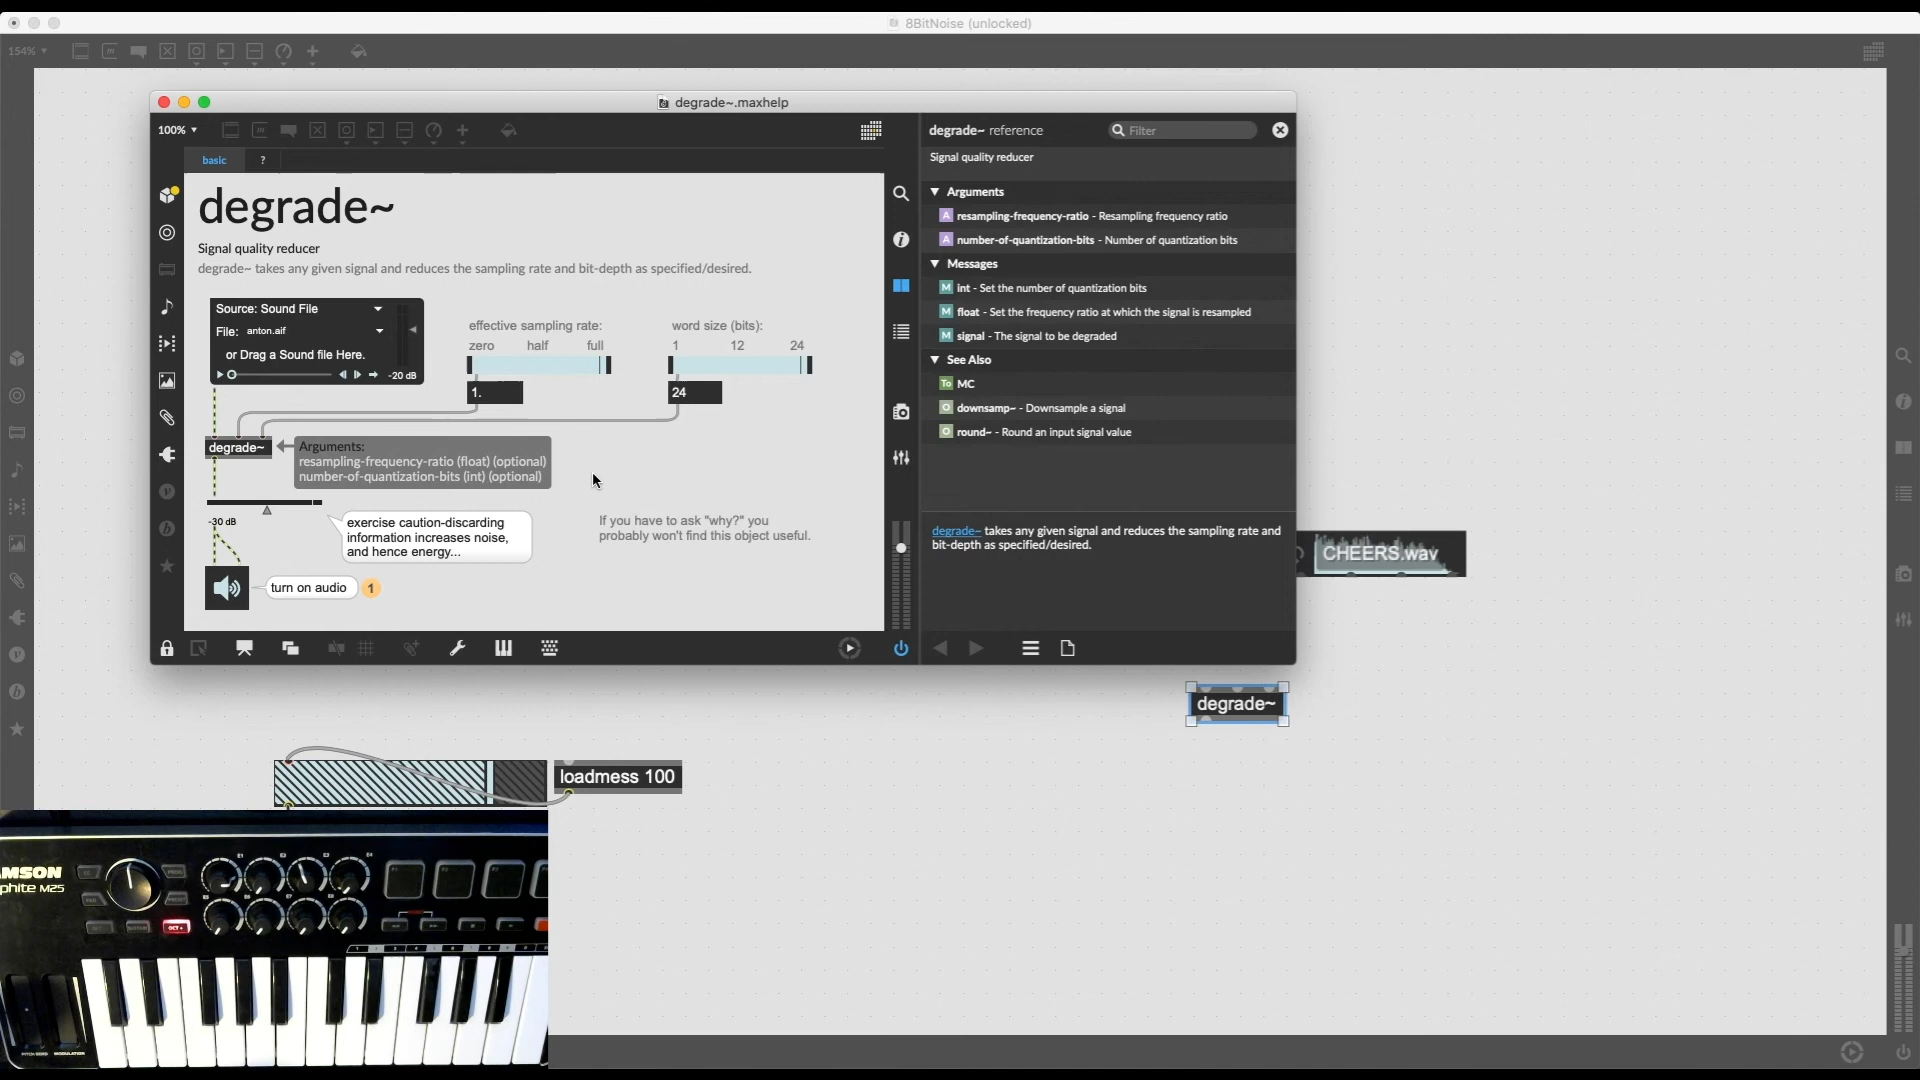 8BitNoise (unlocked)
154%
degrade~.maxhelp
100%
basic
?
degrade~
Signal quality reducer
degrade~ takes any given signal and reduces the sampling rate and bit-depth as specified/desired.
Source: Sound File
File: anton.aif
or Drag a Sound file Here.
-20 dB
effective sampling rate:
zero half full
1.
word size (bits):
1 12 24
24
degrade~
Arguments:
resampling-frequency-ratio (float) (optional)
number-of-quantization-bits (int) (optional)
-30 dB
exercise caution-discarding
information increases noise,
and hence energy...
If you have to ask "why?" you
probably won't find this object useful.
turn on audio 1
degrade~ reference
Filter
Signal quality reducer
Arguments
A resampling-frequency-ratio - Resampling frequency ratio
A number-of-quantization-bits - Number of quantization bits
Messages
M int - Set the number of quantization bits
M float - Set the frequency ratio at which the signal is resampled
M signal - The signal to be degraded
See Also
To MC
O downsamp~ - Downsample a signal
O round~ - Round an input signal value
degrade~ takes any given signal and reduces the sampling rate and
bit-depth as specified/desired.
CHEERS.wav
degrade~
loadmess 100
AMSON
phite M25
OCT +
PITCH BEND
MODULATION